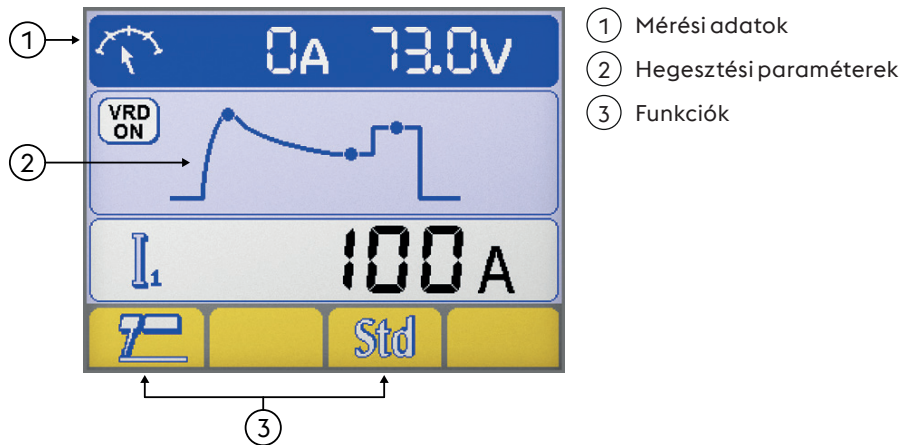 1
0A 73.0V
VRD
ON
2
I1
100A
Std
3
1 Mérési adatok
2 Hegesztési paraméterek
3 Funkciók